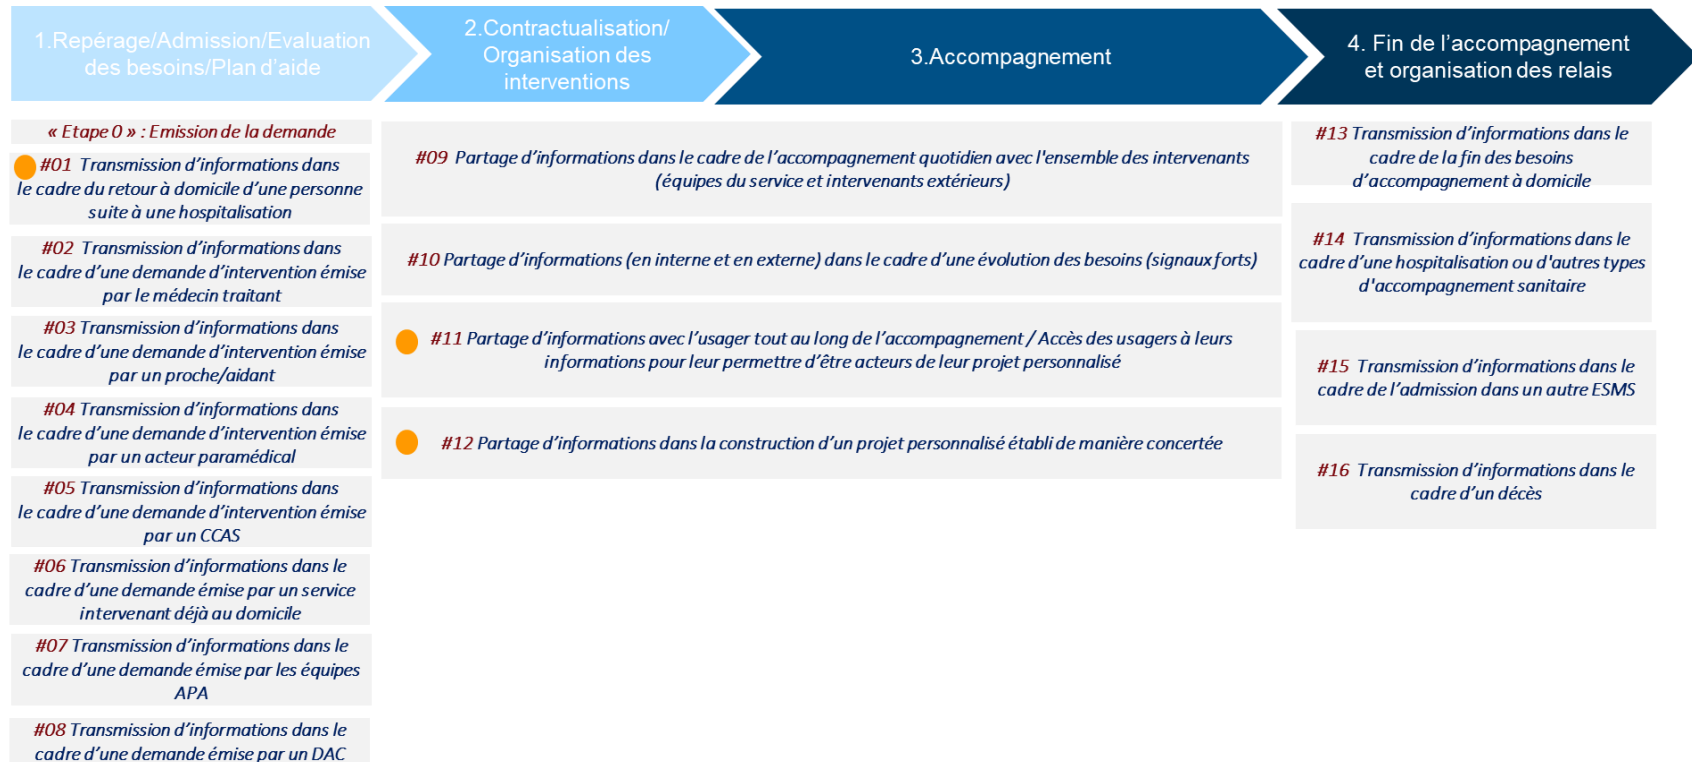 1.Repérage/Admission/Evaluation
des besoins/Plan d'aide
2.Contractualisation/
Organisation des
interventions
3.Accompagnement
4. Fin de l'accompagnement
et organisation des relais
« Etape 0 » : Emission de la demande
#01 Transmission d'informations dans
le cadre du retour à domicile d'une personne
suite à une hospitalisation
#02 Transmission d'informations dans
le cadre d'une demande d'intervention émise
par le médecin traitant
#03 Transmission d'informations dans
le cadre d'une demande d'intervention émise
par un proche/aidant
#04 Transmission d'informations dans
le cadre d'une demande d'intervention émise
par un acteur paramédical
#05 Transmission d'informations dans
le cadre d'une demande d'intervention émise
par un CCAS
#06 Transmission d'informations dans le
cadre d'une demande émise par un service
intervenant déjà au domicile
#07 Transmission d'informations dans le
cadre d'une demande émise par les équipes
APA
#08 Transmission d'informations dans le
cadre d'une demande émise par un DAC
#09 Partage d'informations dans le cadre de l'accompagnement quotidien avec l'ensemble des intervenants
(équipes du service et intervenants extérieurs)
#10 Partage d'informations (en interne et en externe) dans le cadre d'une évolution des besoins (signaux forts)
#11 Partage d'informations avec l'usager tout au long de l'accompagnement / Accès des usagers à leurs
informations pour leur permettre d'être acteurs de leur projet personnalisé
#12 Partage d'informations dans la construction d'un projet personnalisé établi de manière concertée
#13 Transmission d'informations dans le
cadre de la fin des besoins
d'accompagnement à domicile
#14 Transmission d'informations dans le
cadre d'une hospitalisation ou d'autres types
d'accompagnement sanitaire
#15 Transmission d'informations dans le
cadre de l'admission dans un autre ESMS
#16 Transmission d'informations dans le
cadre d'un décès